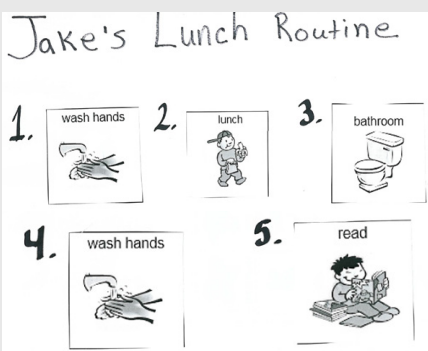 Jake's Lunch Routine
1. wash hands
2. lunch
3. bathroom
4. wash hands
5. read